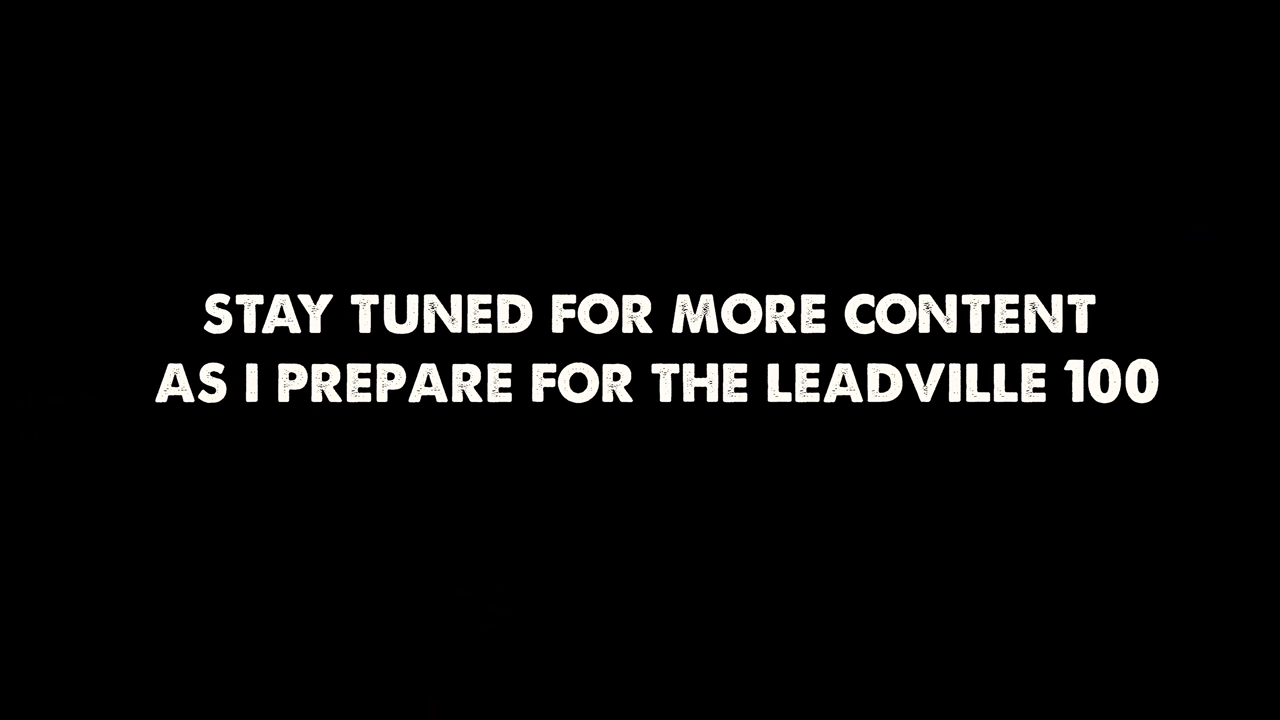 STAY TUNED FOR MORE CONTENT
AS I PREPARE FOR THE LEADVILLE 100